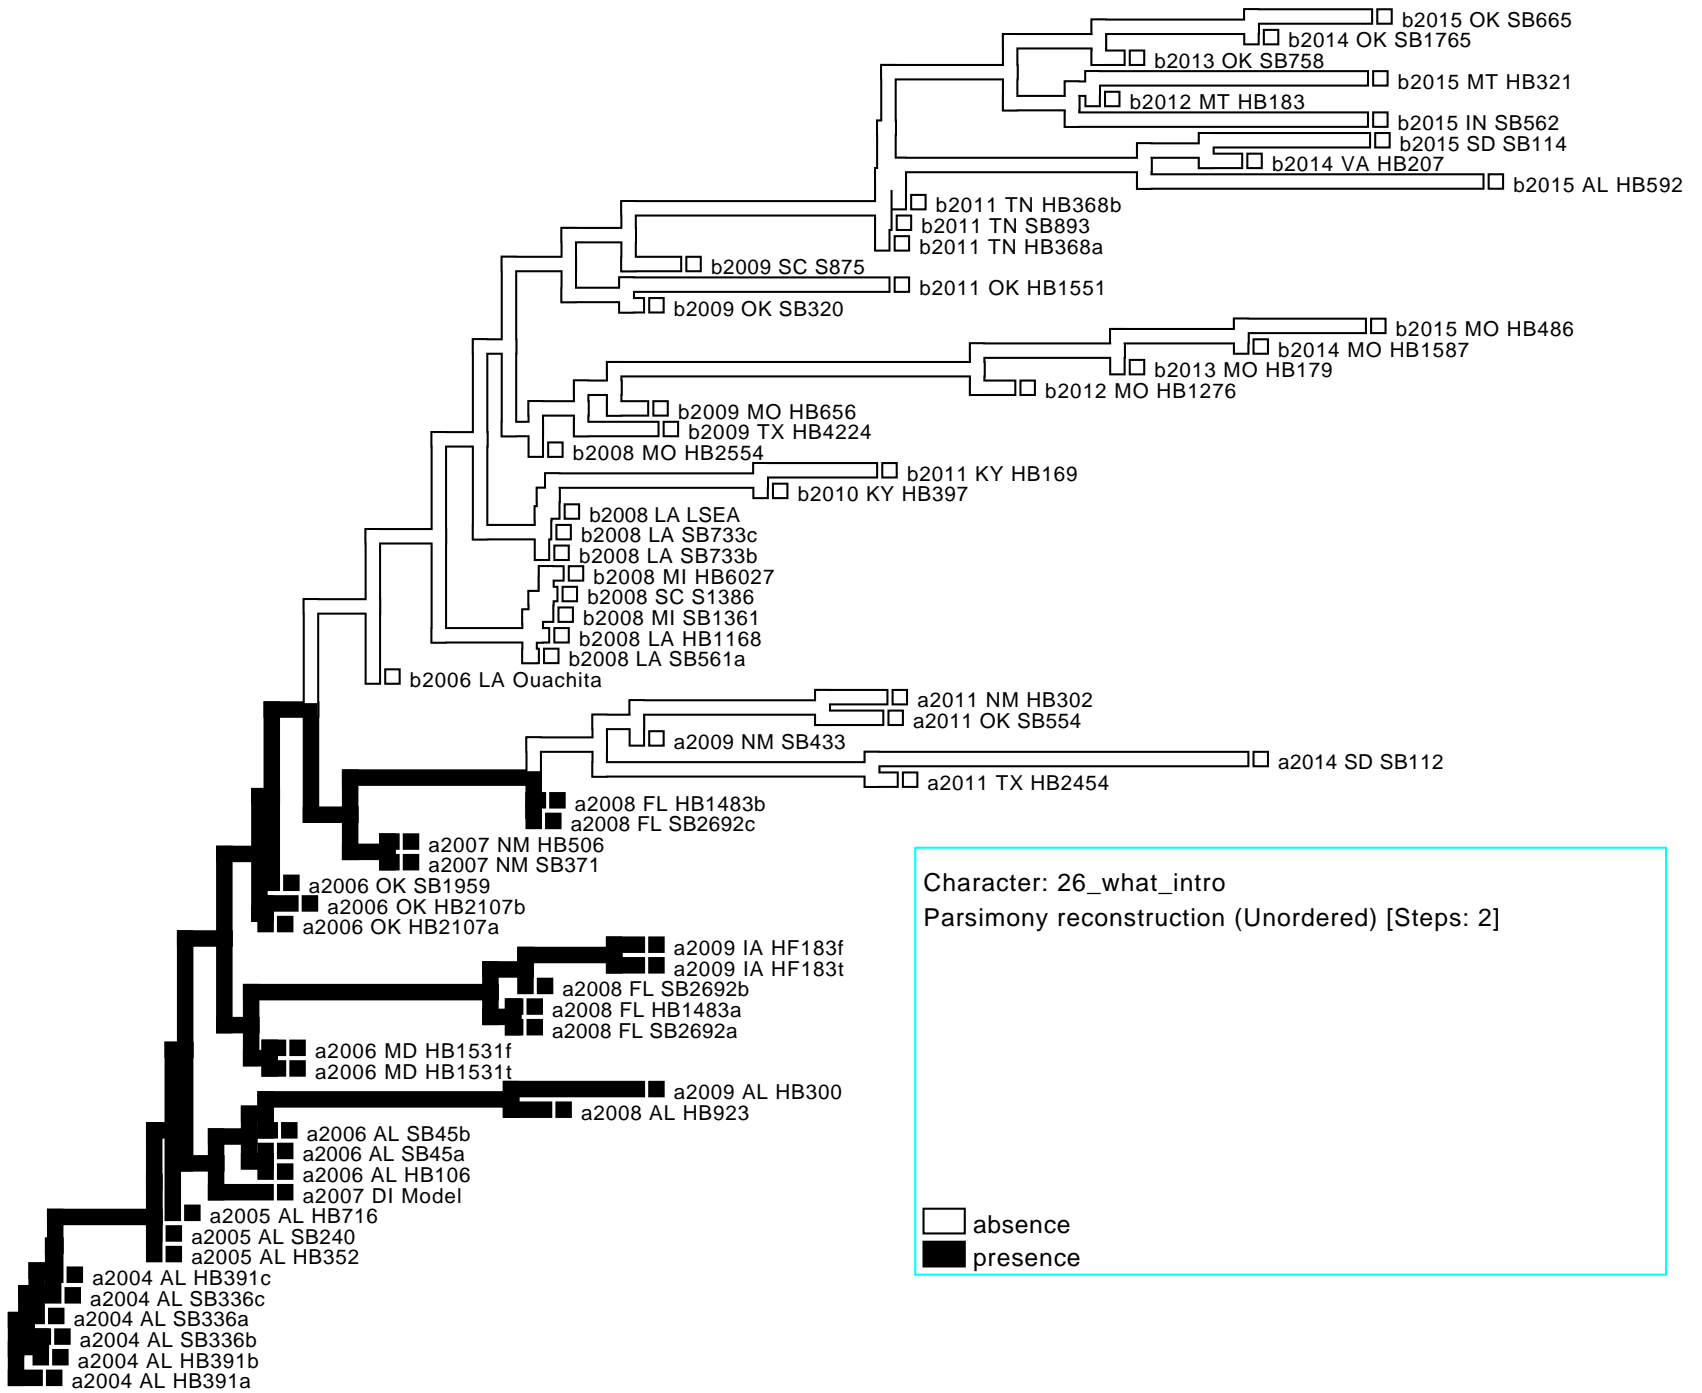 b2015 OK SB665
b2014 OK SB1765
b2013 OK SB758
b2015 MT HB321
b2012 MT HB183
b2015 IN SB562
b2015 SD SB114
b2014 VA HB207
b2015 AL HB592
b2011 TN HB368b
b2011 TN SB893
b2011 TN HB368a
b2009 SC S875
b2011 OK HB1551
b2009 OK SB320
b2015 MO HB486
b2014 MO HB1587
b2013 MO HB179
b2012 MO HB1276
b2009 MO HB656
b2009 TX HB4224
b2008 MO HB2554
b2011 KY HB169
b2010 KY HB397
b2008 LA LSEA
b2008 LA SB733c
b2008 LA SB733b
b2008 MI HB6027
b2008 SC S1386
b2008 MI SB1361
b2008 LA HB1168
b2008 LA SB561a
b2006 LA Ouachita
a2011 NM HB302
a2011 OK SB554
a2009 NM SB433
a2014 SD SB112
a2011 TX HB2454
a2008 FL HB1483b
a2008 FL SB2692c
a2007 NM HB506
a2007 NM SB371
a2006 OK SB1959
a2006 OK HB2107b
a2006 OK HB2107a
a2009 IA HF183f
a2009 IA HF183t
a2008 FL SB2692b
a2008 FL HB1483a
a2008 FL SB2692a
a2006 MD HB1531f
a2006 MD HB1531t
a2009 AL HB300
a2008 AL HB923
a2006 AL SB45b
a2006 AL SB45a
a2006 AL HB106
a2007 DI Model
a2005 AL HB716
a2005 AL SB240
a2005 AL HB352
a2004 AL HB391c
a2004 AL SB336c
a2004 AL SB336a
a2004 AL SB336b
a2004 AL HB391b
a2004 AL HB391a
Character: 26_what_intro
Parsimony reconstruction (Unordered) [Steps: 2]
absence
presence